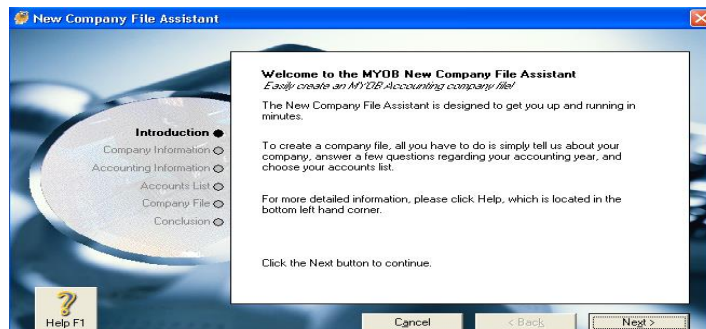 New Company File Assistant
Welcome to the MYOB New Company File Assistant
Easily create an MYOB Accounting company file!
The New Company File Assistant is designed to get you up and running in
minutes.
To create a company file, all you have to do is simply tell us about your
company, answer a few questions regarding your accounting year, and
choose your accounts list.
For more detailed information, please click Help, which is located in the
bottom left hand corner.
Click the Next button to continue.
Introduction
Company Information
Accounting Information
Accounts List
Company File
Conclusion
Help F1
Cancel
< Back
Next >